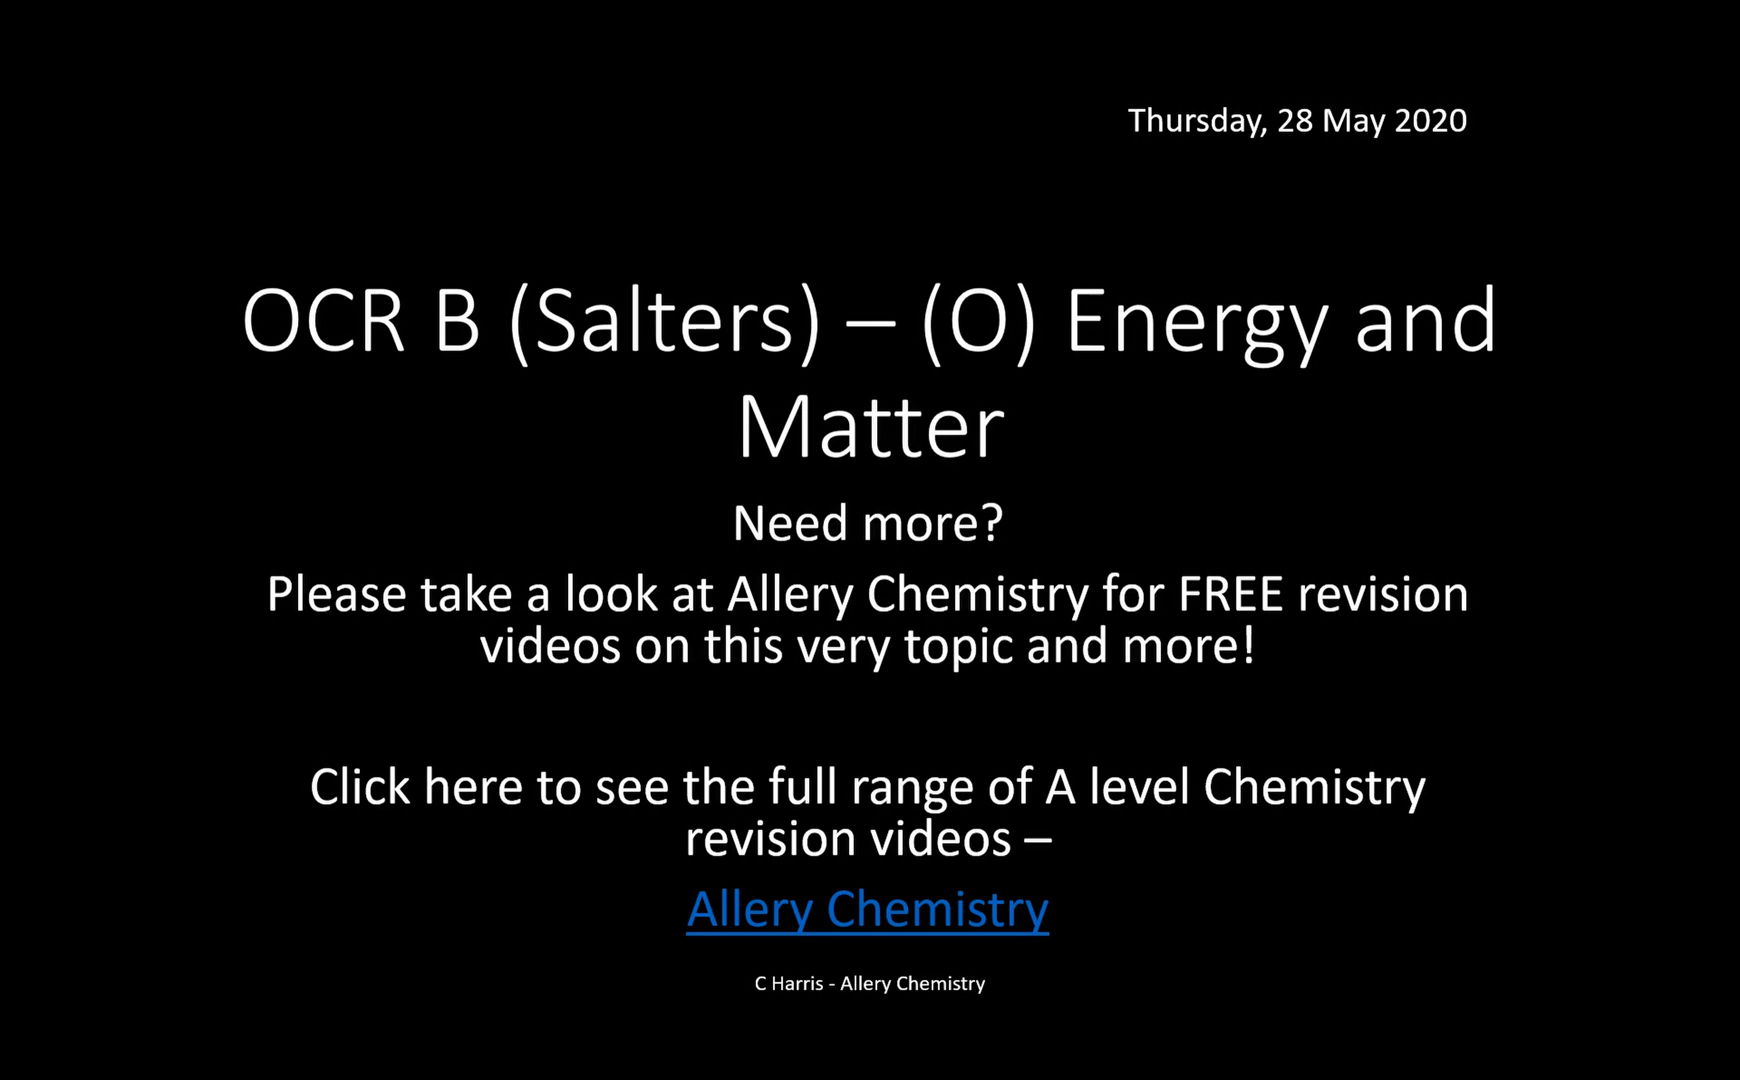 Thursday, 28 May 2020
OCR B (Salters) – (O) Energy and
Matter
Need more?
Please take a look at Allery Chemistry for FREE revision
videos on this very topic and more!
Click here to see the full range of A level Chemistry
revision videos –
Allery Chemistry
C Harris - Allery Chemistry